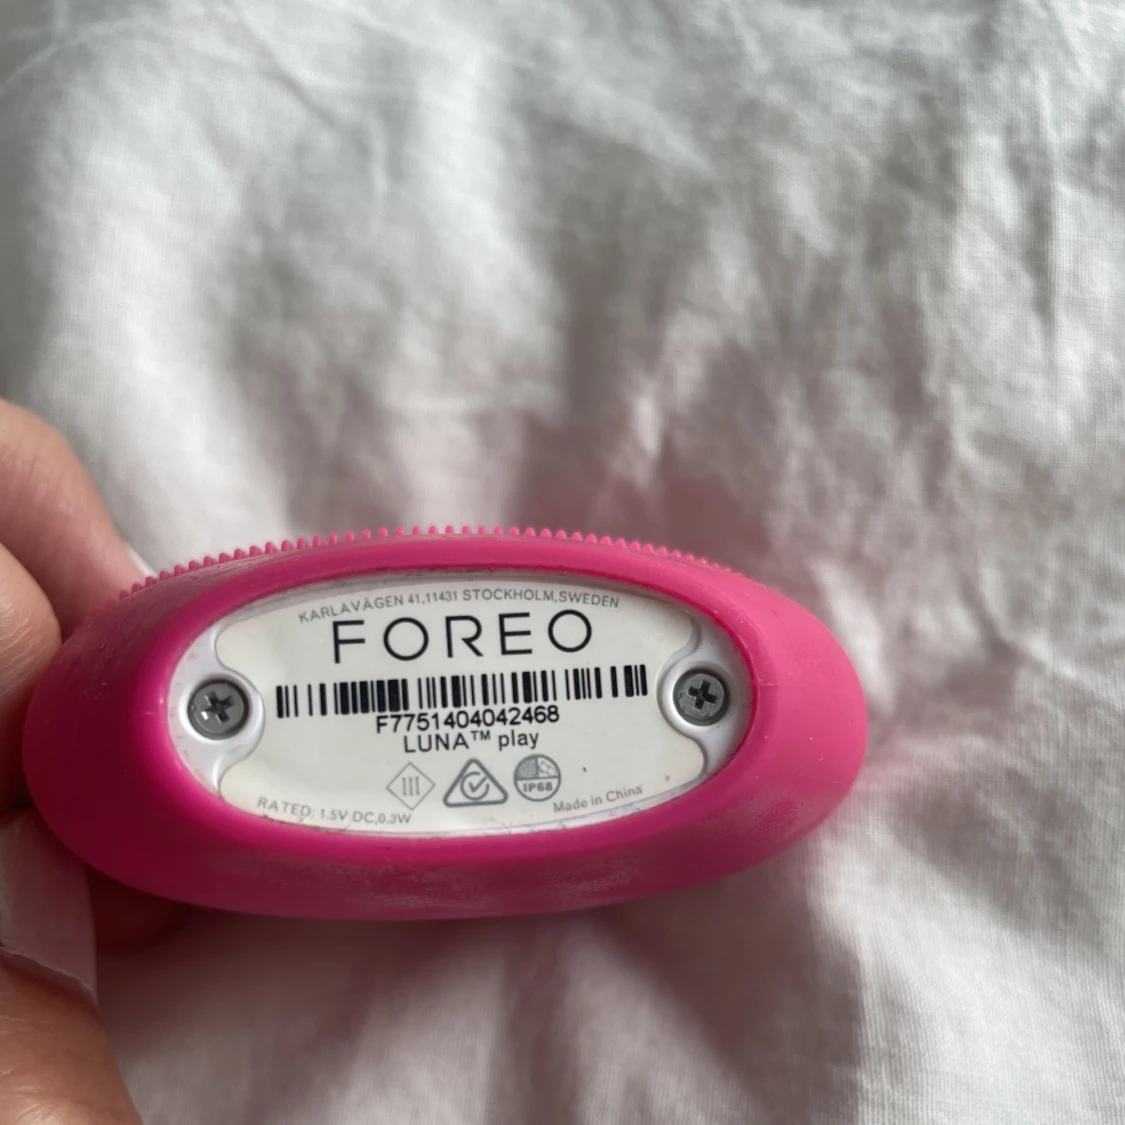 KARLAVÄGEN 41,11431 STOCKHOLM,SWEDEN
FOREO
F7751404042468
LUNA™ play
III
IP68
RATED: 1.5V DC,0.3W
Made in China